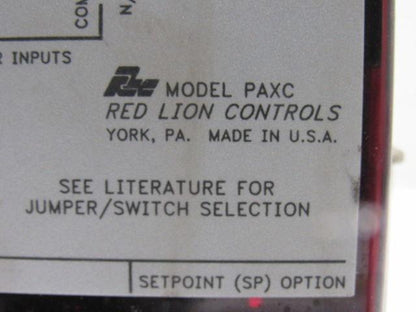 COM
N/
R INPUTS
MODEL PAXC
RED LION CONTROLS
YORK, PA. MADE IN U.S.A.
SEE LITERATURE FOR
JUMPER/SWITCH SELECTION
SETPOINT (SP) OPTION